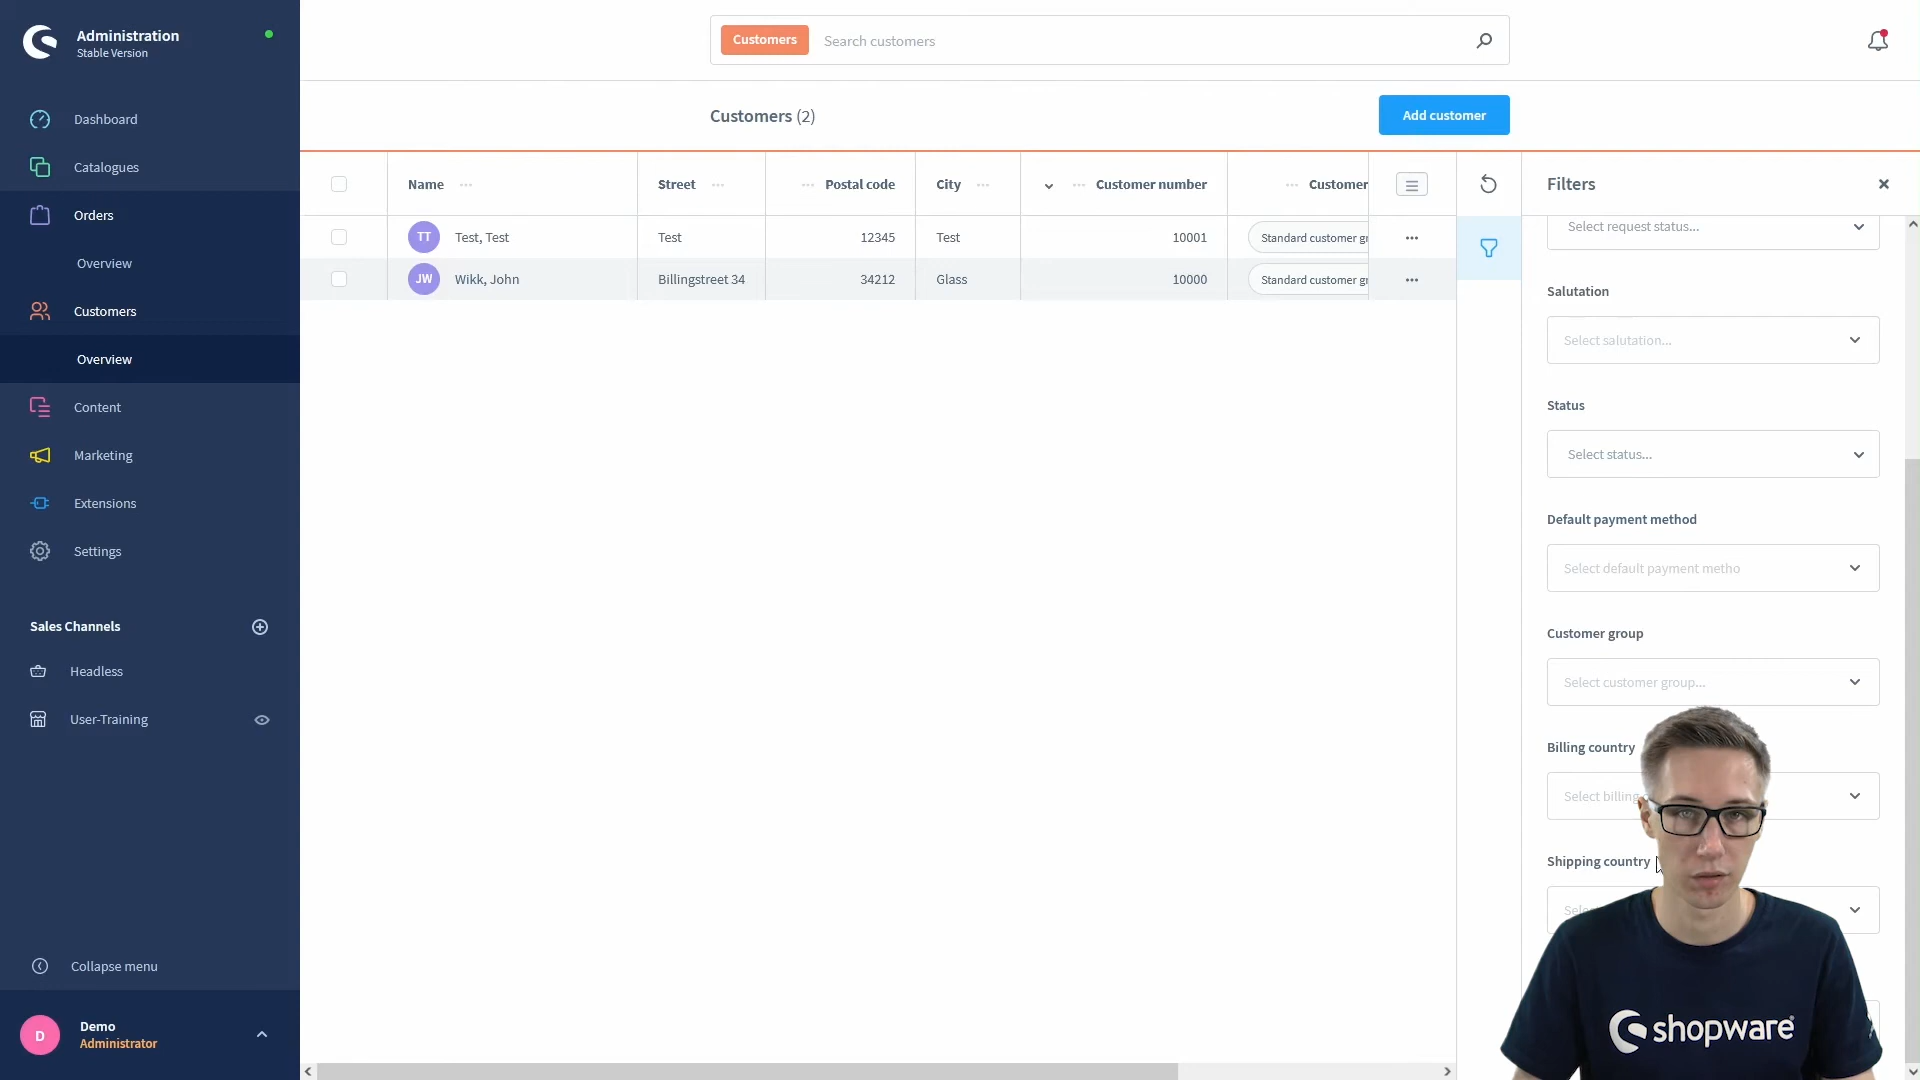 Administration
Stable Version
Customers
Search customers
Dashboard
Catalogues
Orders
Overview
Customers
Overview
Content
Marketing
Extensions
Settings
Sales Channels
Headless
User-Training
Collapse menu
D
Demo
Administrator
Customers (2)
Add customer
Name
Street
Postal code
City
Customer number
Customer
TT
Test, Test
Test
12345
Test
10001
Standard customer gr
JW
Wikk, John
Billingstreet 34
34212
Glass
10000
Standard customer gr
Filters
Select request status...
Salutation
Select salutation...
Status
Select status...
Default payment method
Select default payment metho
Customer group
Select customer group...
Billing country
Select billing
Shipping country
shopware